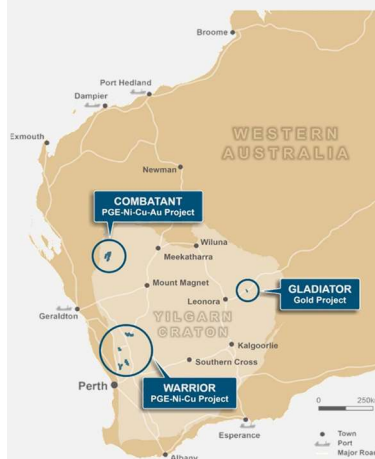 Broome
Port Hedland
Dampier
Exmouth
WESTERN
AUSTRALIA
Newman
COMBATANT
PGE-Ni-Cu-Au Project
Wiluna
Meekatharra
Mount Magnet
GLADIATOR
Gold Project
Leonora
Geraldton
YILGARN
CRATON
Kalgoorlie
Southern Cross
Perth
WARRIOR
PGE-Ni-Cu Project
0 250k
Esperance
Town
Port
Major Road
Albany